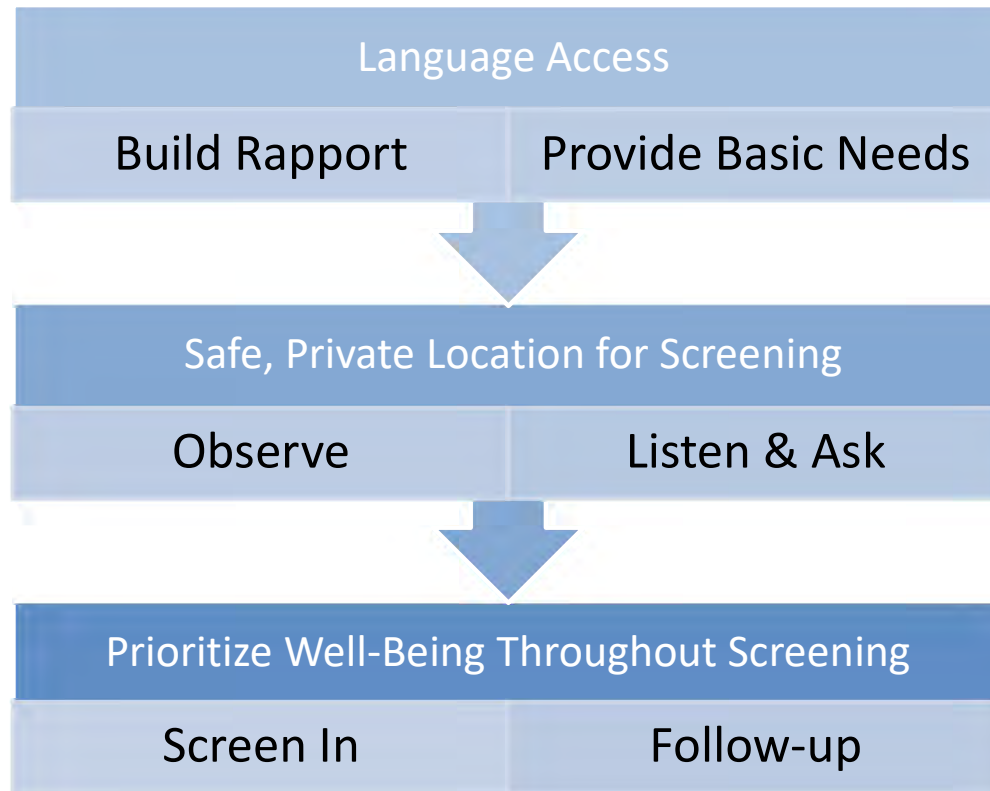 Language Access
Build Rapport
Provide Basic Needs
Safe, Private Location for Screening
Observe
Listen & Ask
Prioritize Well-Being Throughout Screening
Screen In
Follow-up